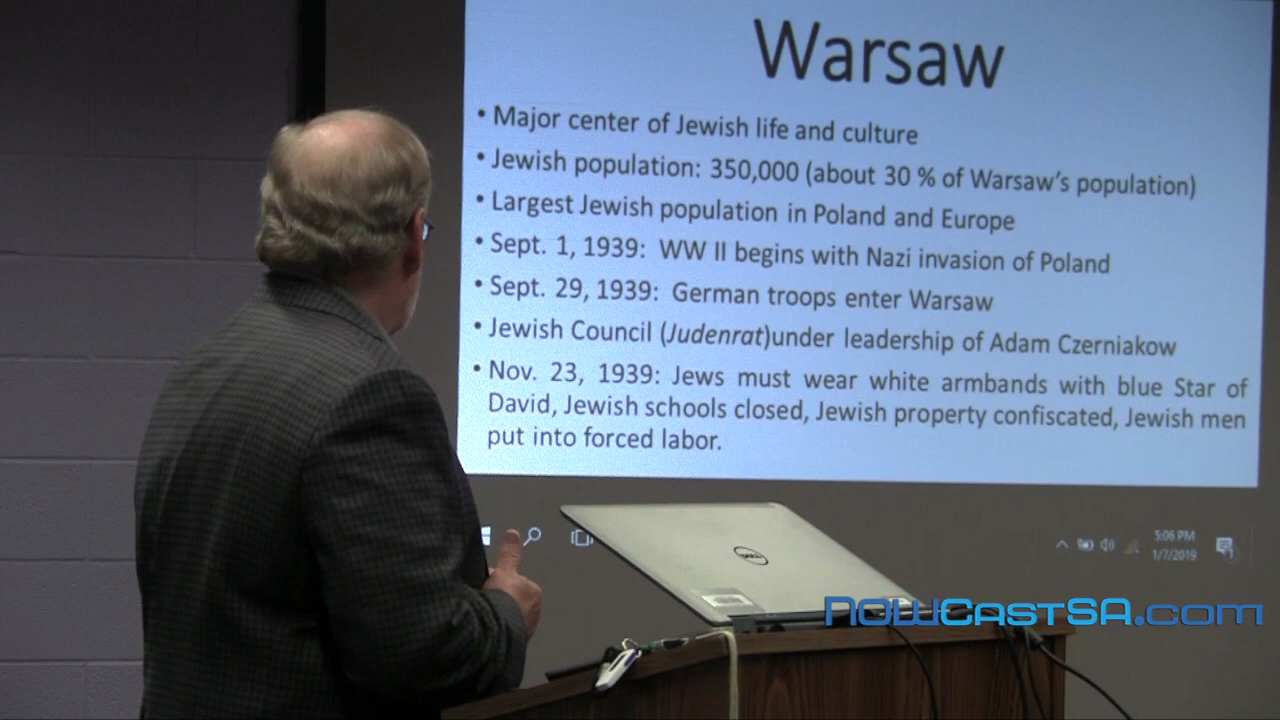 Warsaw
• Major center of Jewish life and culture
• Jewish population: 350,000 (about 30 % of Warsaw's population)
• Largest Jewish population in Poland and Europe
• Sept. 1, 1939: WW II begins with Nazi invasion of Poland
• Sept. 29, 1939: German troops enter Warsaw
• Jewish Council (Judenrat)under leadership of Adam Czerniakow
• Nov. 23, 1939: Jews must wear white armbands with blue Star of
David, Jewish schools closed, Jewish property confiscated, Jewish men
put into forced labor.
5:06 PM
1/7/2019
DELL
NOWCastSA.com